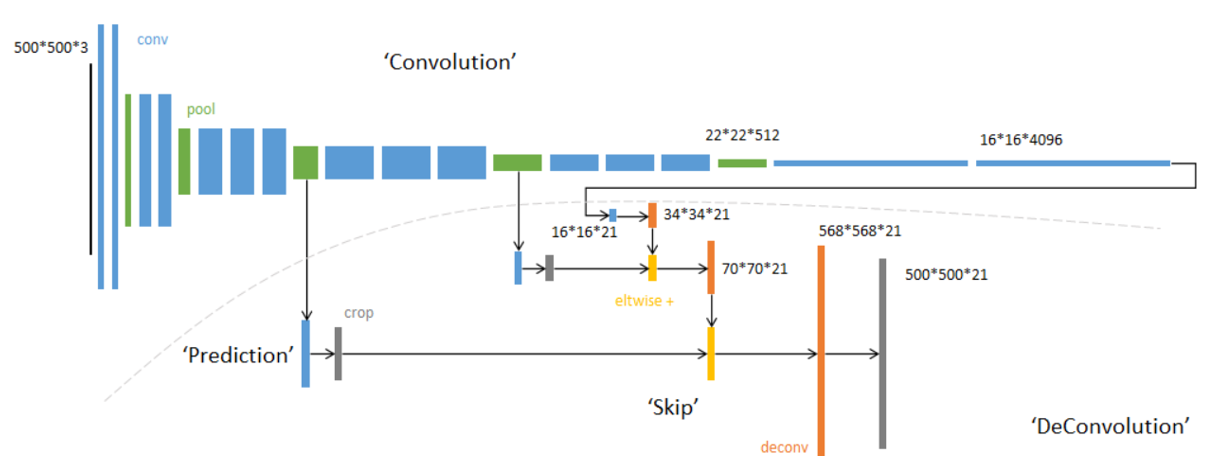 500*500*3
conv
‘Convolution’
pool
22*22*512
16*16*4096
34*34*21
16*16*21
568*568*21
70*70*21
500*500*21
eltwise +
crop
‘Prediction’
‘Skip’
‘DeConvolution’
deconv